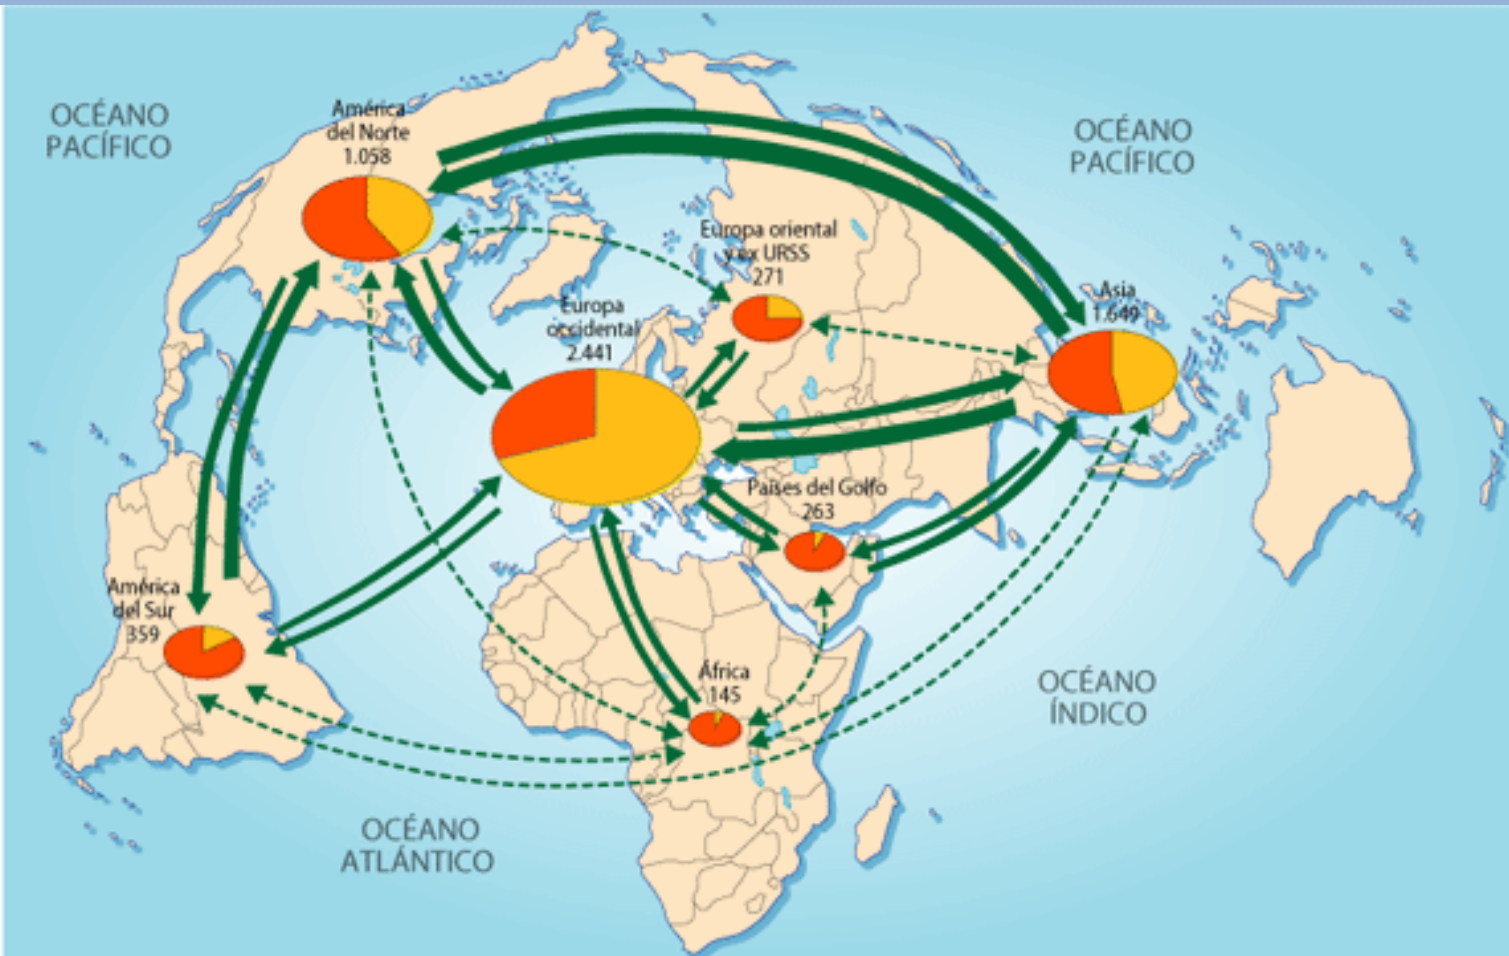 OCÉANO
PACÍFICO
América
del Norte
1.058
OCÉANO
PACÍFICO
Europa oriental
y ex URSS
271
Europa
occidental
2.441
Asia
1.649
Países del Golfo
263
América
del Sur
359
África
145
OCÉANO
ÍNDICO
OCÉANO
ATLÁNTICO